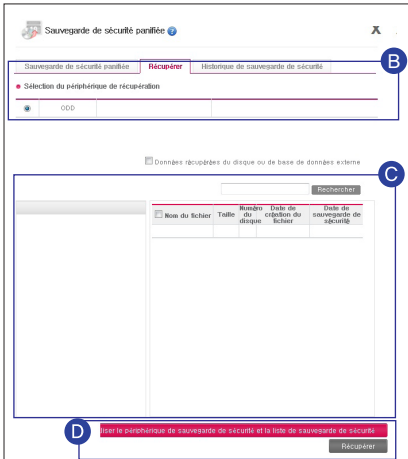 Sauvegarde de sécurité panifiée ?
X
B
Sauvegarde de sécurité panifiée Récupérer Historique de sauvegarde de sécurité
Sélection du périphérique de récupération
ODD
Données récupérées du disque ou de base de données externe
C
Rechercher
Nom du fichier Taille Numéro du disque Date de création du fichier Date de sauvegarde de sécurité
D
liser le périphérique de sauvegarde de sécurité et la liste de sauvegarde de sécurité
Récupérer